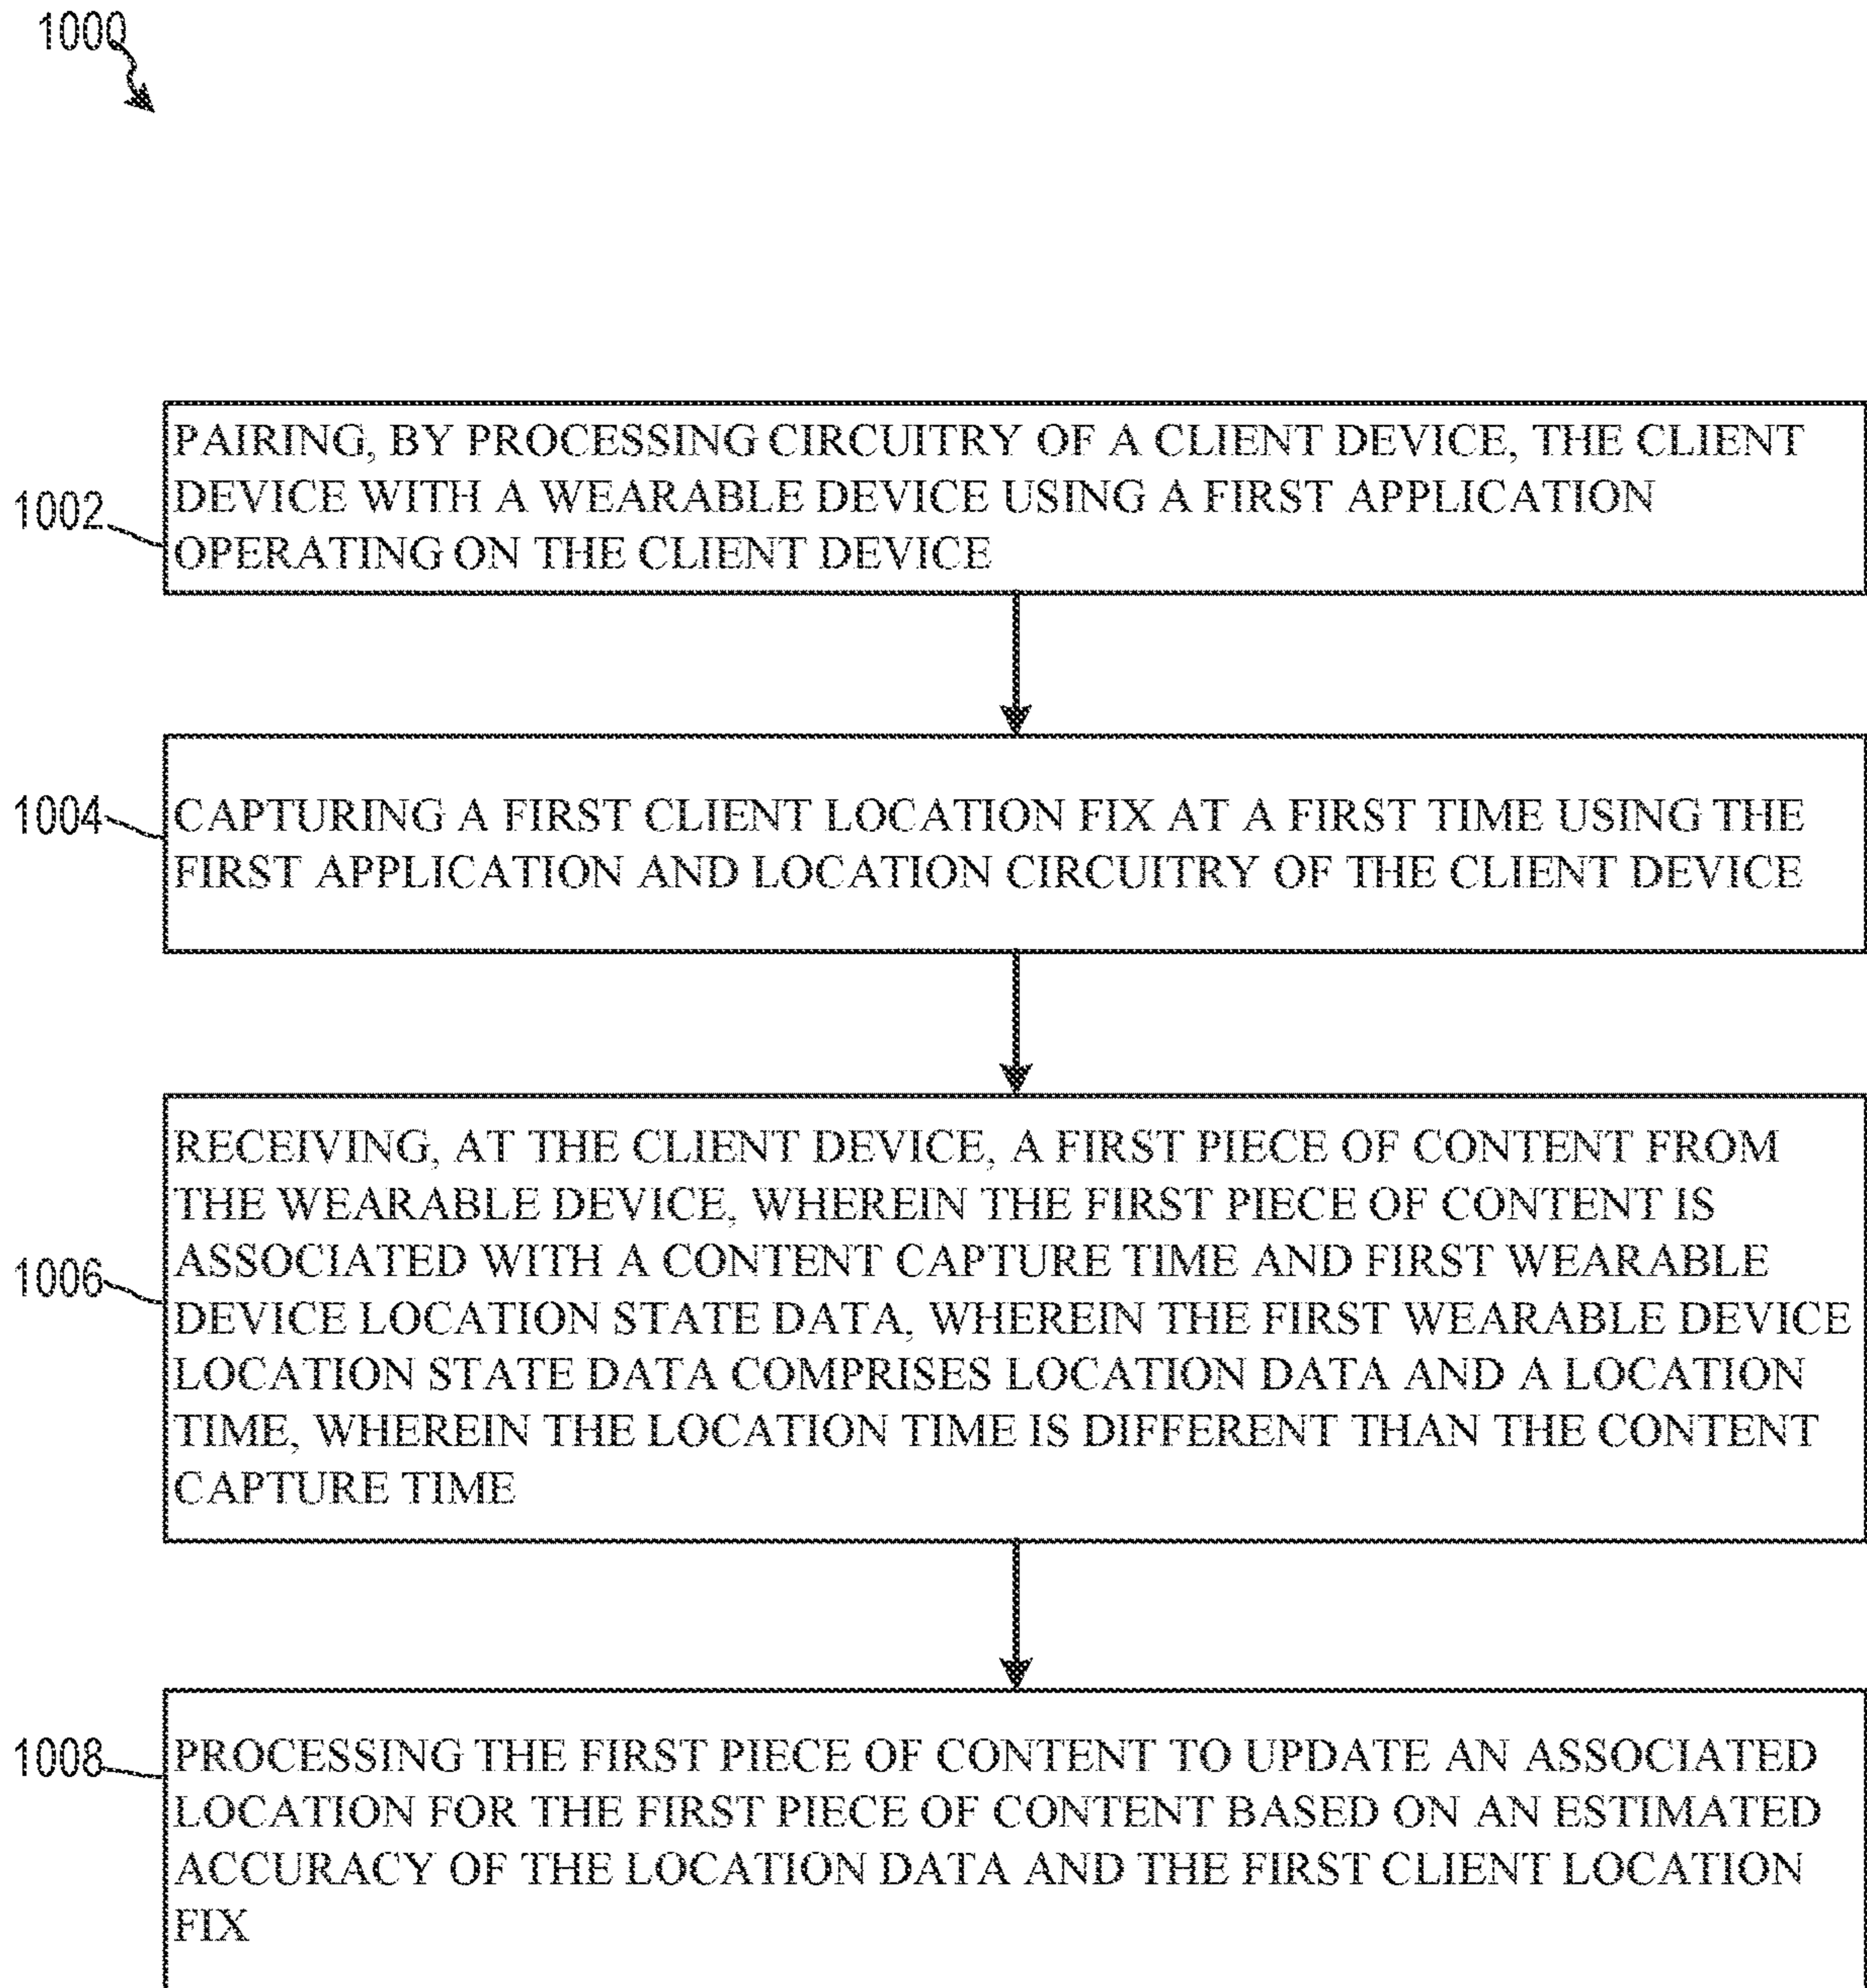 1000
PAIRING, BY PROCESSING CIRCUITRY OF A CLIENT DEVICE, THE CLIENT
DEVICE WITH A WEARABLE DEVICE USING A FIRST APPLICATION
OPERATING ON THE CLIENT DEVICE
1002
CAPTURING A FIRST CLIENT LOCATION FIX AT A FIRST TIME USING THE
FIRST APPLICATION AND LOCATION CIRCUITRY OF THE CLIENT DEVICE
1004
RECEIVING, AT THE CLIENT DEVICE, A FIRST PIECE OF CONTENT FROM
THE WEARABLE DEVICE, WHEREIN THE FIRST PIECE OF CONTENT IS
ASSOCIATED WITH A CONTENT CAPTURE TIME AND FIRST WEARABLE
DEVICE LOCATION STATE DATA, WHEREIN THE FIRST WEARABLE DEVICE
LOCATION STATE DATA COMPRISES LOCATION DATA AND A LOCATION
TIME, WHEREIN THE LOCATION TIME IS DIFFERENT THAN THE CONTENT
CAPTURE TIME
1006
PROCESSING THE FIRST PIECE OF CONTENT TO UPDATE AN ASSOCIATED
LOCATION FOR THE FIRST PIECE OF CONTENT BASED ON AN ESTIMATED
ACCURACY OF THE LOCATION DATA AND THE FIRST CLIENT LOCATION
FIX
1008